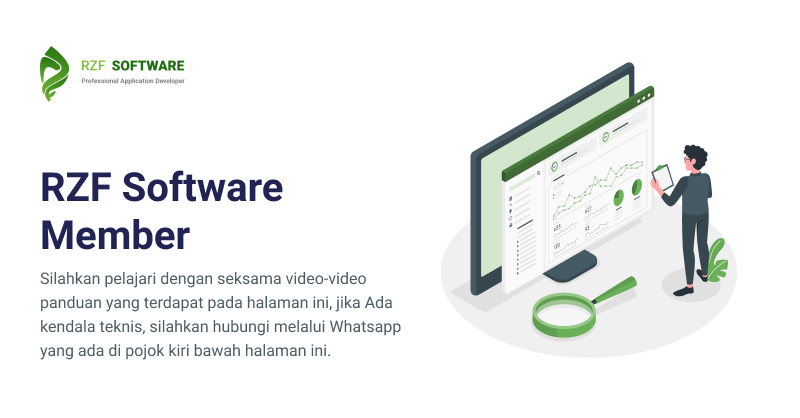 RZF SOFTWARE
Professional Application Developer
RZF Software
Member
Silahkan pelajari dengan seksama video-video
panduan yang terdapat pada halaman ini, jika Ada
kendala teknis, silahkan hubungi melalui Whatsapp
yang ada di pojok kiri bawah halaman ini.